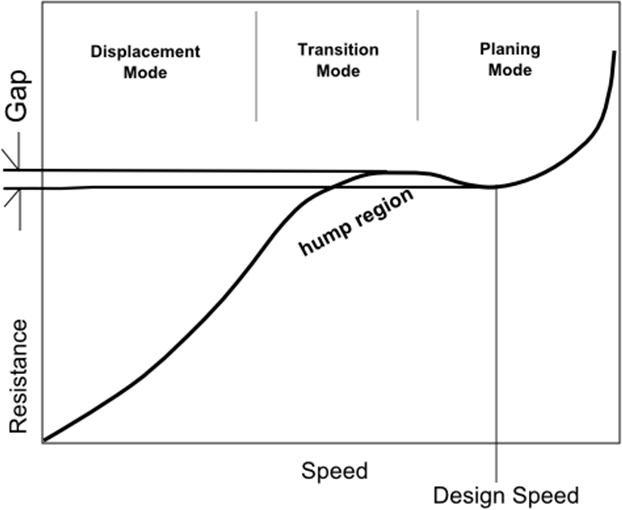 Displacement
Mode
Transition
Mode
Planing
Mode
Gap
hump region
Resistance
Speed
Design Speed